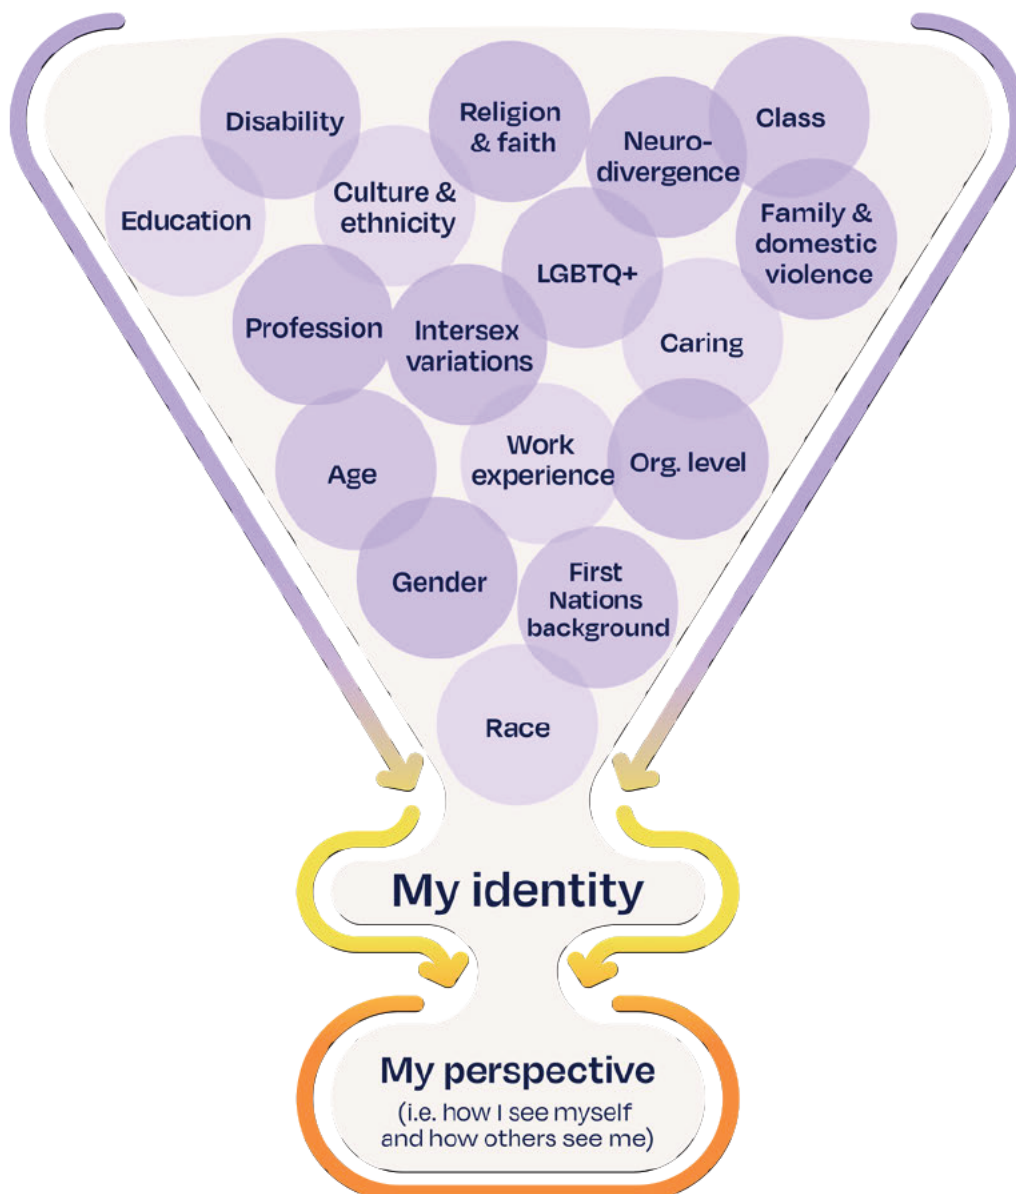 Disability
Religion
& faith
Neuro-
divergence
Class
Education
Culture &
ethnicity
LGBTQ+
Family &
domestic
violence
Profession
Intersex
variations
Caring
Age
Work
experience
Org. level
Gender
First
Nations
background
Race
My identity
My perspective
(i.e. how I see myself
and how others see me)